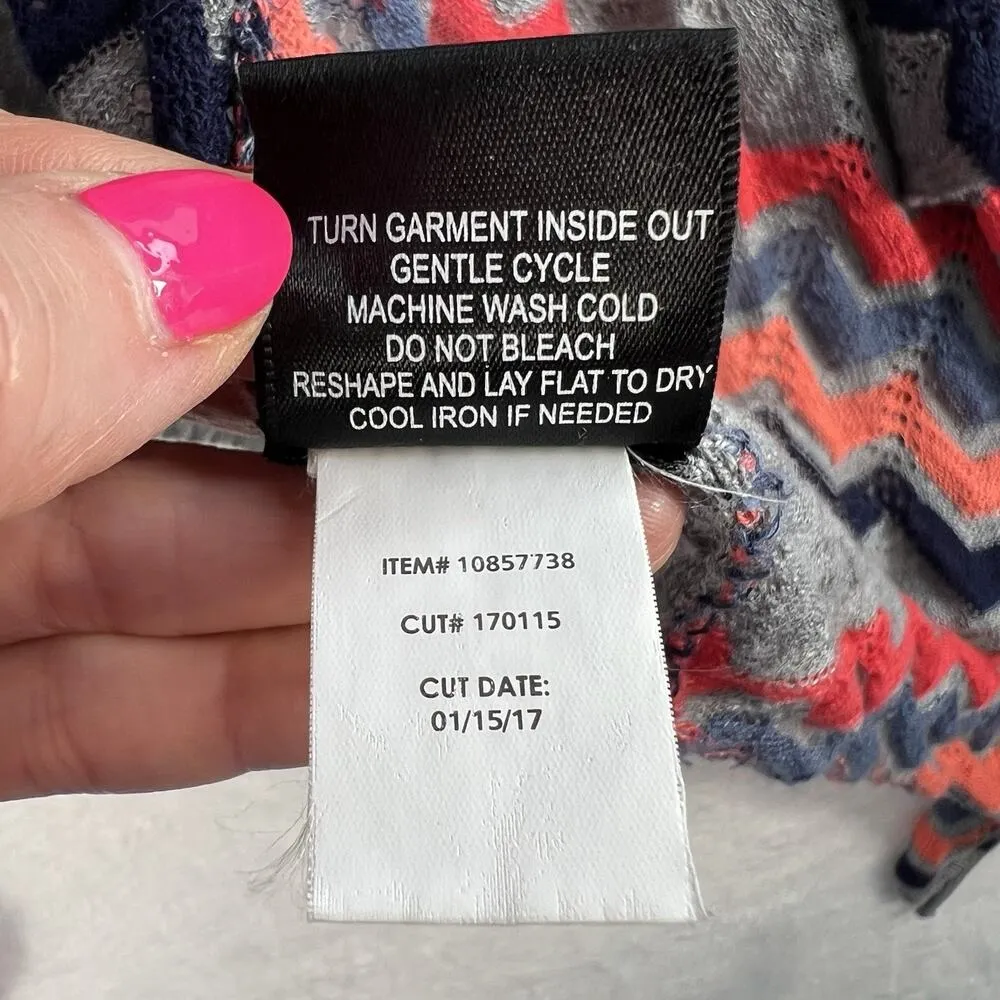 TURN GARMENT INSIDE OUT
GENTLE CYCLE
MACHINE WASH COLD
DO NOT BLEACH
RESHAPE AND LAY FLAT TO DRY
COOL IRON IF NEEDED
ITEM# 10857738
CUT# 170115
CUT DATE:
01/15/17